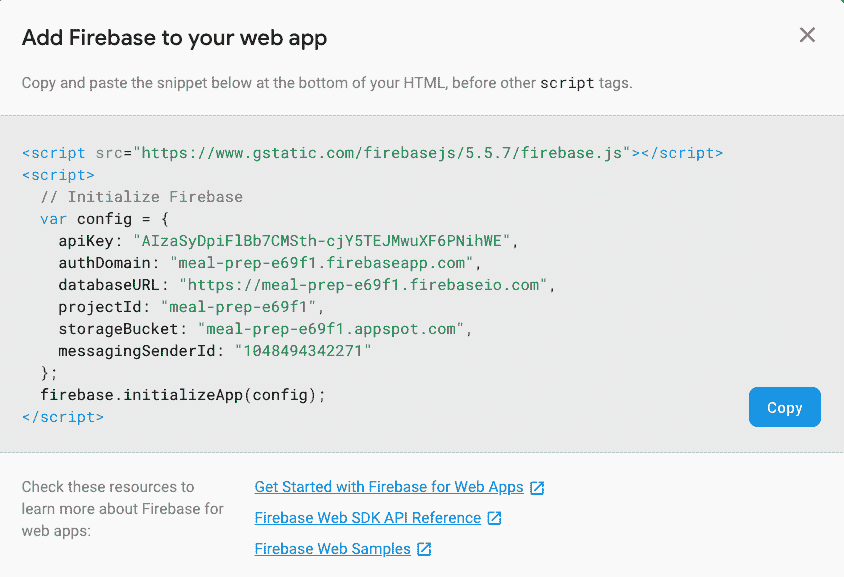 Add Firebase to your web app
Copy and paste the snippet below at the bottom of your HTML, before other script tags.
<script src="https://www.gstatic.com/firebasejs/5.5.7/firebase.js"></script>
<script>
  // Initialize Firebase
  var config = {
    apiKey: "AIzaSyDpiFlBb7CMSth-cjY5TEJMwuXF6PNihWE",
    authDomain: "meal-prep-e69f1.firebaseapp.com",
    databaseURL: "https://meal-prep-e69f1.firebaseio.com",
    projectId: "meal-prep-e69f1",
    storageBucket: "meal-prep-e69f1.appspot.com",
    messagingSenderId: "1048494342271"
  };
  firebase.initializeApp(config);
</script>
Copy
Check these resources to
learn more about Firebase for
web apps:
Get Started with Firebase for Web Apps
Firebase Web SDK API Reference
Firebase Web Samples